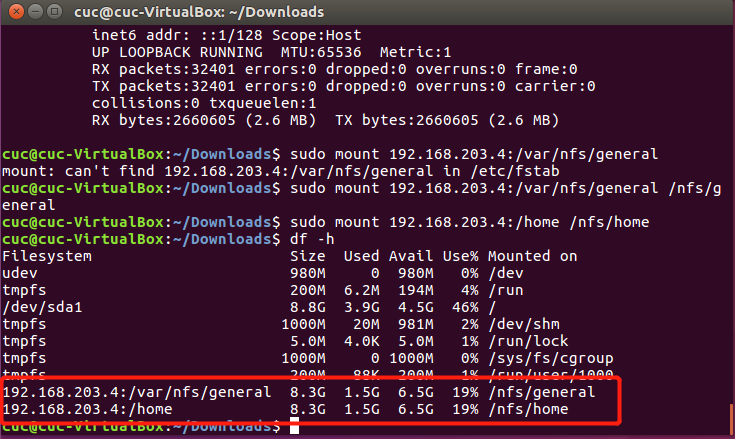 cuc@cuc-VirtualBox: ~/Downloads
inet6 addr: ::1/128 Scope:Host
UP LOOPBACK RUNNING  MTU:65536  Metric:1
RX packets:32401 errors:0 dropped:0 overruns:0 frame:0
TX packets:32401 errors:0 dropped:0 overruns:0 carrier:0
collisions:0 txqueuelen:1
RX bytes:2660605 (2.6 MB)  TX bytes:2660605 (2.6 MB)
cuc@cuc-VirtualBox:~/Downloads$ sudo mount 192.168.203.4:/var/nfs/general
mount: can't find 192.168.203.4:/var/nfs/general in /etc/fstab
cuc@cuc-VirtualBox:~/Downloads$ sudo mount 192.168.203.4:/var/nfs/general /nfs/g
eneral
cuc@cuc-VirtualBox:~/Downloads$ sudo mount 192.168.203.4:/home /nfs/home
cuc@cuc-VirtualBox:~/Downloads$ df -h
Filesystem                      Size  Used Avail Use% Mounted on
udev                            980M     0  980M   0% /dev
tmpfs                           200M  6.2M  194M   4% /run
/dev/sda1                       8.8G  3.9G  4.5G  46% /
tmpfs                          1000M   20M  981M   2% /dev/shm
tmpfs                           5.0M  4.0K  5.0M   1% /run/lock
tmpfs                          1000M     0 1000M   0% /sys/fs/cgroup
tmpfs                           200M   88K  200M   1% /run/user/1000
192.168.203.4:/var/nfs/general  8.3G  1.5G  6.5G  19% /nfs/general
192.168.203.4:/home             8.3G  1.5G  6.5G  19% /nfs/home
cuc@cuc-VirtualBox:~/Downloads$